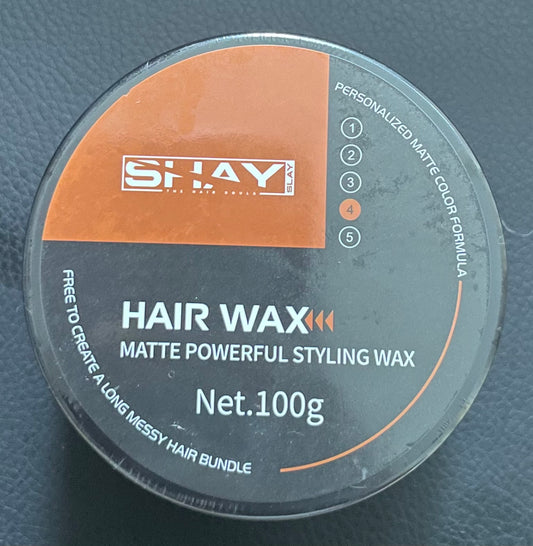 PERSONALIZED MATTE COLOR FORMULA
1
2
3
4
5
SHAY
SLAY
THE HAIR SOULS
HAIR WAX
MATTE POWERFUL STYLING WAX
Net.100g
FREE TO CREATE A LONG MESSY HAIR BUNDLE